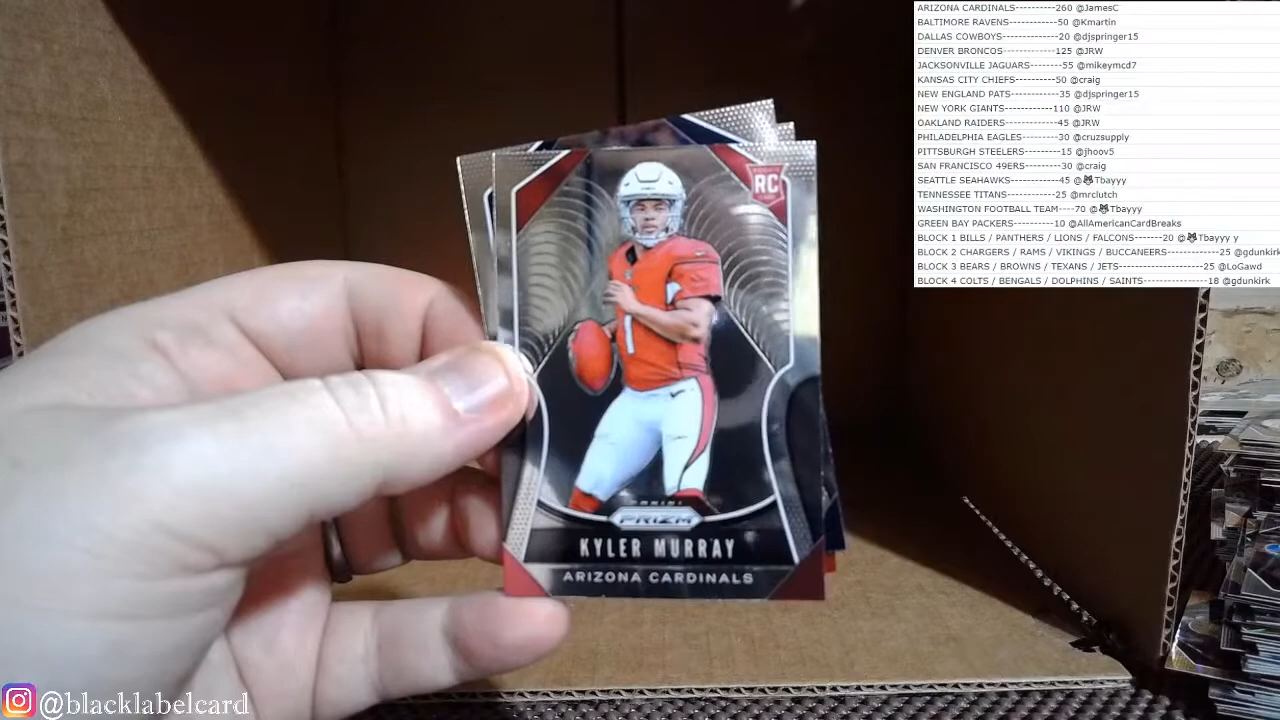 ARIZONA CARDINALS----------260 @JamesC
BALTIMORE RAVENS------------50 @Kmartin
DALLAS COWBOYS--------------20 @djspringer15
DENVER BRONCOS-------------125 @JRW
JACKSONVILLE JAGUARS--------55 @mikeymcd7
KANSAS CITY CHIEFS----------50 @craig
NEW ENGLAND PATS------------35 @djspringer15
NEW YORK GIANTS------------110 @JRW
OAKLAND RAIDERS-------------45 @JRW
PHILADELPHIA EAGLES---------30 @cruzsupply
PITTSBURGH STEELERS---------15 @jhoov5
SAN FRANCISCO 49ERS---------30 @craig
SEATTLE SEAHAWKS------------45 @😈Tbayyy
TENNESSEE TITANS------------25 @mrclutch
WASHINGTON FOOTBALL TEAM----70 @😈Tbayyy
GREEN BAY PACKERS-----------10 @AllAmericanCardBreaks
BLOCK 1 BILLS / PANTHERS / LIONS / FALCONS-------20 @😈Tbayyy y
BLOCK 2 CHARGERS / RAMS / VIKINGS / BUCCANEERS------------25 @gdunkirk
BLOCK 3 BEARS / BROWNS / TEXANS / JETS---------------------25 @LoGawd
BLOCK 4 COLTS / BENGALS / DOLPHINS / SAINTS----------------18 @gdunkirk
RC
1
PANINI
PRIZM
KYLER MURRAY
ARIZONA CARDINALS
@blacklabelcard